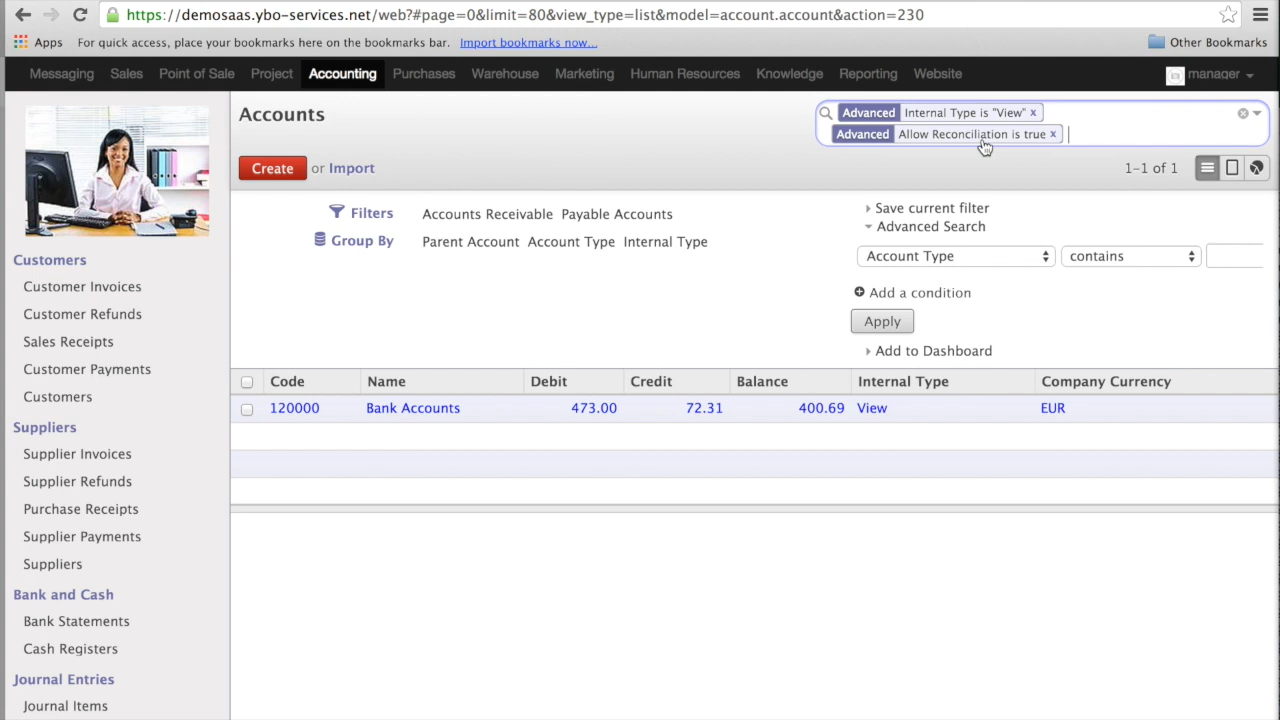 https://demosaas.ybo-services.net/web?#page=0&limit=80&view_type=list&model=account.account&action=230
Apps For quick access, place your bookmarks here on the bookmarks bar. Import bookmarks now... Other Bookmarks
Messaging Sales Point of Sale Project Accounting Purchases Warehouse Marketing Human Resources Knowledge Reporting Website manager
Accounts
Advanced Internal Type is "View" x
Advanced Allow Reconciliation is true x
Create or Import
1-1 of 1
Filters Accounts Receivable Payable Accounts
Group By Parent Account Account Type Internal Type
Save current filter
Advanced Search
Account Type contains
Add a condition
Apply
Add to Dashboard
Code Name Debit Credit Balance Internal Type Company Currency
120000 Bank Accounts 473.00 72.31 400.69 View EUR
Customers
Customer Invoices
Customer Refunds
Sales Receipts
Customer Payments
Customers
Suppliers
Supplier Invoices
Supplier Refunds
Purchase Receipts
Supplier Payments
Suppliers
Bank and Cash
Bank Statements
Cash Registers
Journal Entries
Journal Items